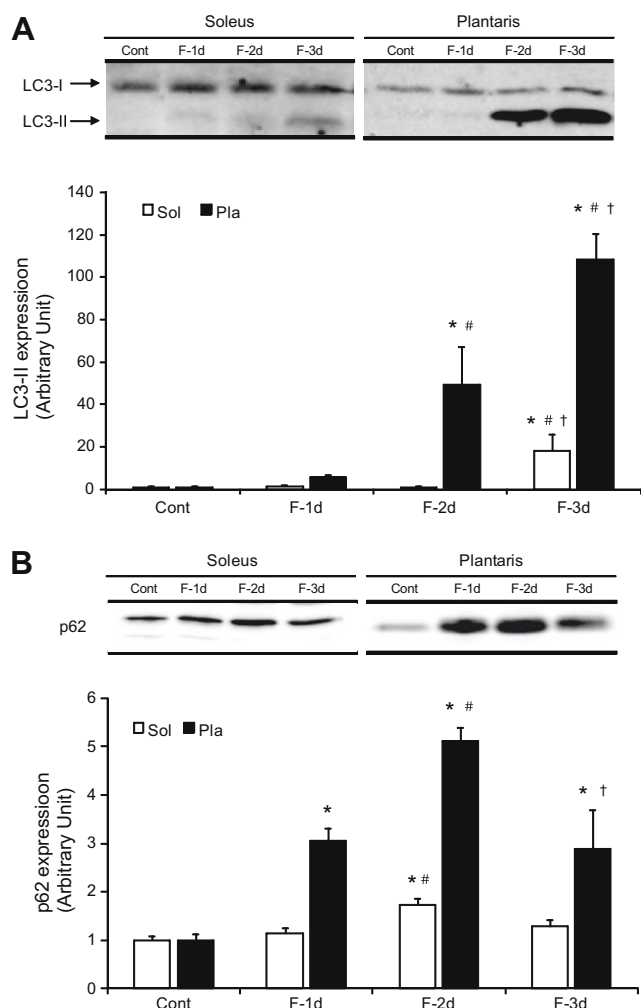 A
Soleus
Plantaris
Cont F-1d F-2d F-3d
Cont F-1d F-2d F-3d
LC3-I
LC3-II
LC3-II expressioon
(Arbitrary Unit)
140
120
100
80
60
40
20
0
Sol Pla
* #
* # †
* # †
Cont F-1d F-2d F-3d
B
Soleus
Plantaris
Cont F-1d F-2d F-3d
Cont F-1d F-2d F-3d
p62
p62 expressioon
(Arbitrary Unit)
6
5
4
3
2
1
0
Sol Pla
*
* #
* #
* †
Cont F-1d F-2d F-3d